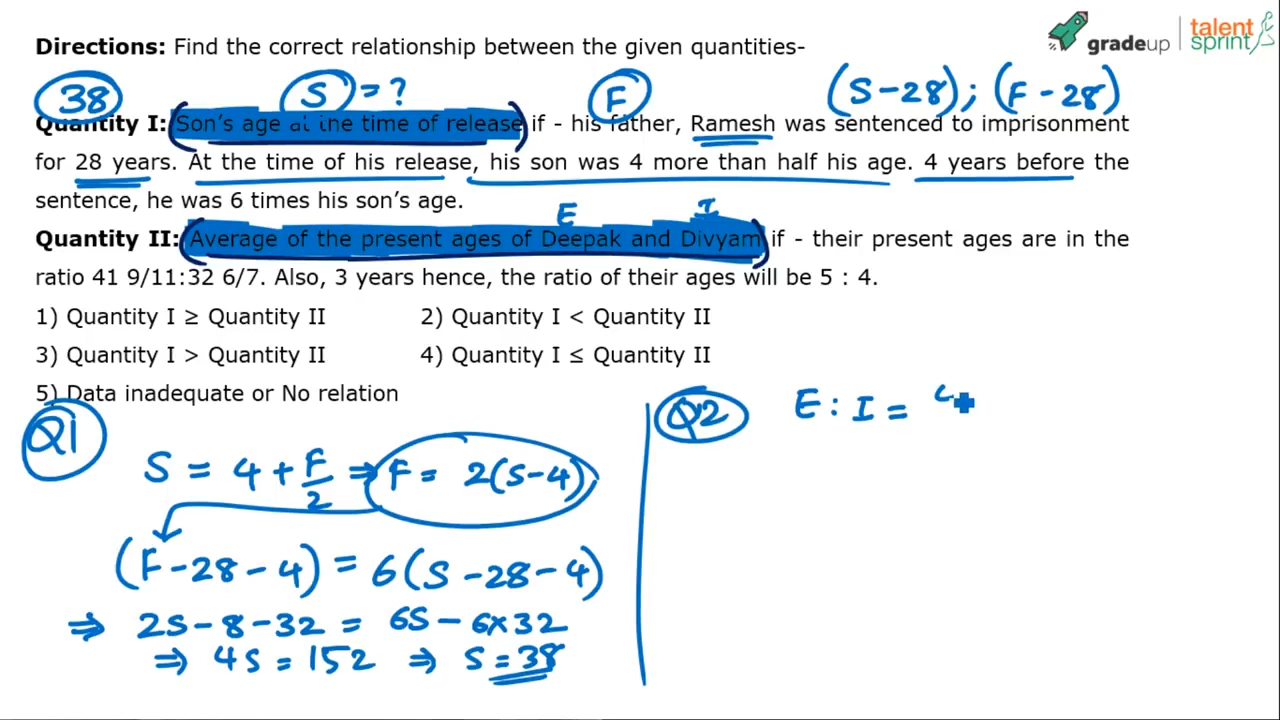 gradeup talent sprint
Directions: Find the correct relationship between the given quantities-
38 S = ? F (S-28); (F-28)
Quantity I: Son's age at the time of release if - his father, Ramesh was sentenced to imprisonment
for 28 years. At the time of his release, his son was 4 more than half his age. 4 years before the
sentence, he was 6 times his son's age.
E I
Quantity II: Average of the present ages of Deepak and Divyam if - their present ages are in the
ratio 41 9/11:32 6/7. Also, 3 years hence, the ratio of their ages will be 5 : 4.
1) Quantity I ≥ Quantity II 2) Quantity I < Quantity II
3) Quantity I > Quantity II 4) Quantity I ≤ Quantity II
5) Data inadequate or No relation
Q1
S = 4 + F/2 ⇒ F = 2(S-4)
(F-28-4) = 6(S-28-4)
⇒ 2S-8-32 = 6S-6×32
⇒ 4S = 152 ⇒ S = 38
Q2 E : I =